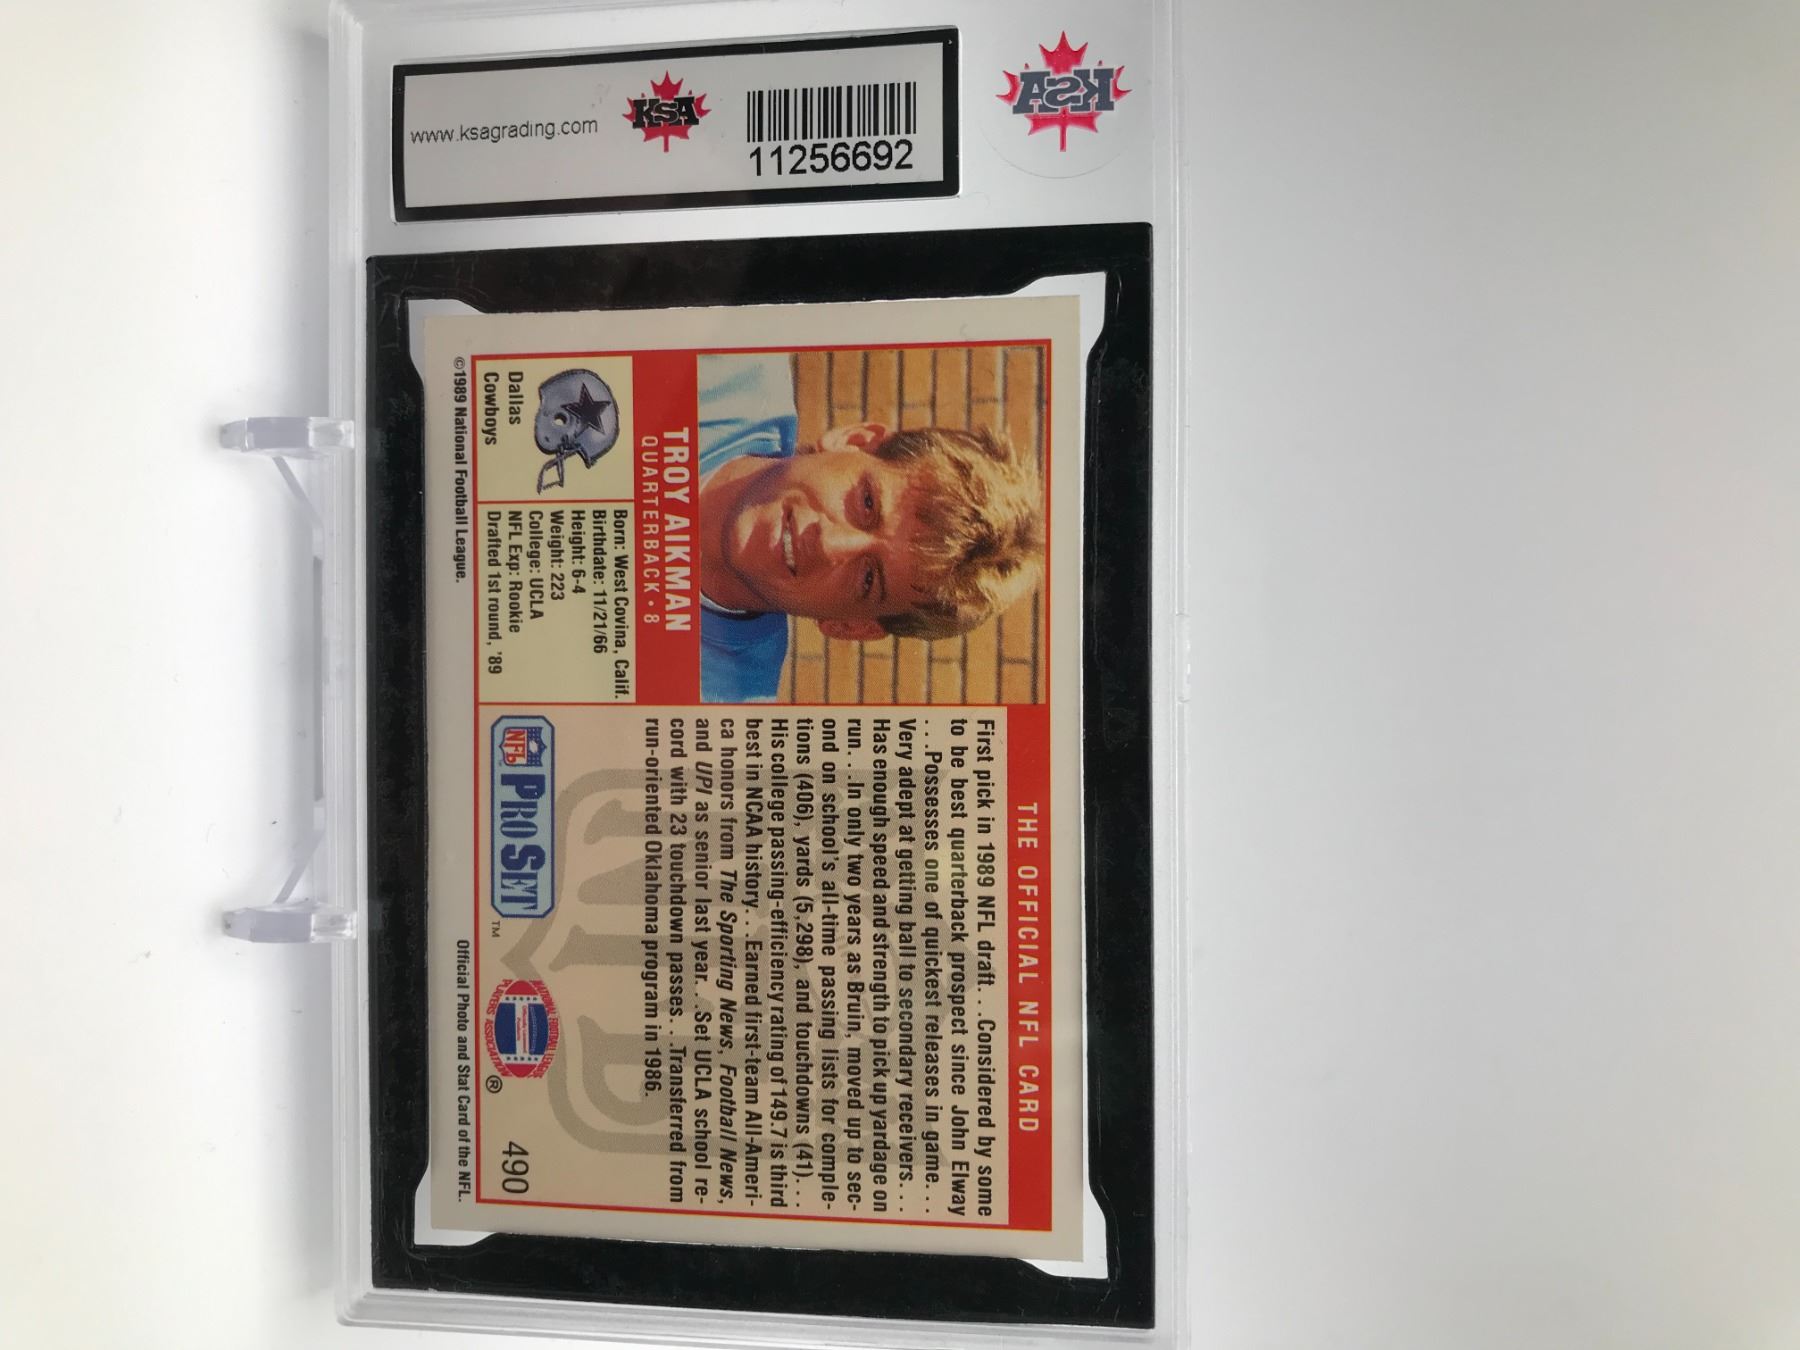 www.ksagrading.com
KSA
11256692
KSA
THE OFFICIAL NFL CARD
TROY AIKMAN
QUARTERBACK • 8
Dallas
Cowboys
Born: West Covina, Calif.
Birthdate: 11/21/66
Height: 6-4
Weight: 223
College: UCLA
NFL Exp: Rookie
Drafted 1st round, '89
First pick in 1989 NFL draft. . .Considered by some
to be best quarterback prospect since John Elway
. . .Possesses one of quickest releases in game. . .
Very adept at getting ball to secondary receivers. . .
Has enough speed and strength to pick up yardage on
run. . .In only two years as Bruin, moved up to sec-
ond on school's all-time passing lists for comple-
tions (406), yards (5,298), and touchdowns (41). . .
His college passing-efficiency rating of 149.7 is third
best in NCAA history. . .Earned first-team All-Ameri-
ca honors from The Sporting News, Football News,
and UPI as senior last year. . .Set UCLA school re-
cord with 23 touchdown passes. . .Transferred from
run-oriented Oklahoma program in 1986.
NFL
NFL PRO SET™
NATIONAL FOOTBALL LEAGUE
PLAYERS ASSOCIATION
®
490
©1989 National Football League.
Official Photo and Stat Card of the NFL.